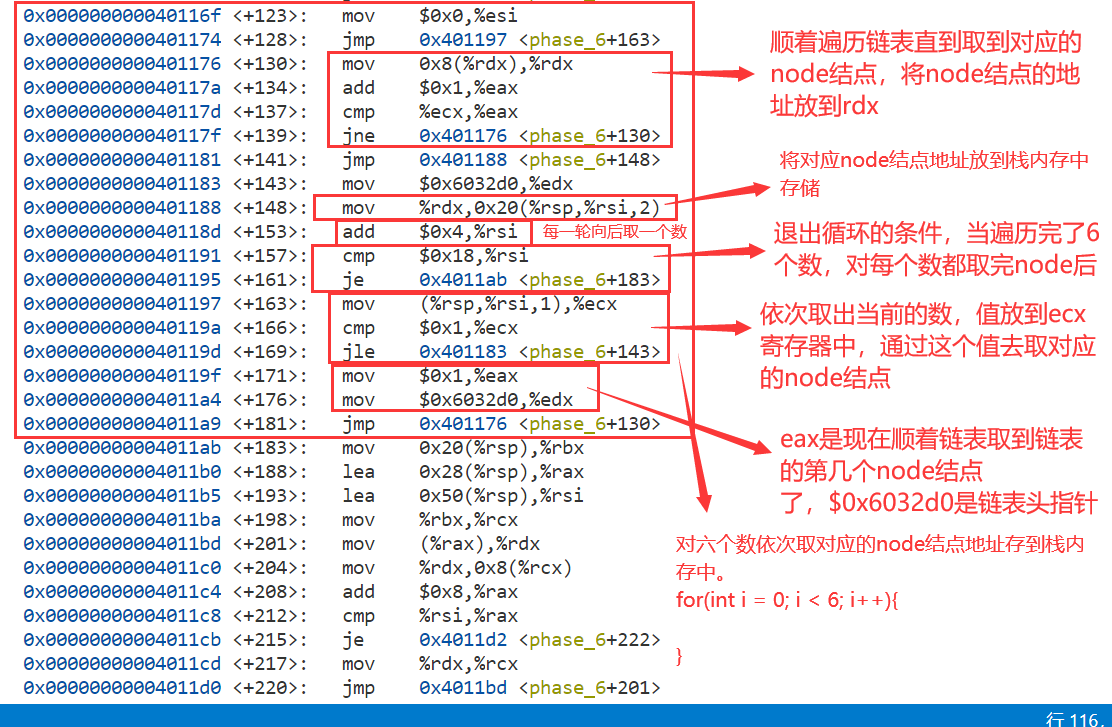 0x000000000040116f <+123>: mov $0x0,%esi
0x0000000000401174 <+128>: jmp 0x401197 <phase_6+163>
0x0000000000401176 <+130>: mov 0x8(%rdx),%rdx
0x000000000040117a <+134>: add $0x1,%eax
0x000000000040117d <+137>: cmp %ecx,%eax
0x000000000040117f <+139>: jne 0x401176 <phase_6+130>
0x0000000000401181 <+141>: jmp 0x401188 <phase_6+148>
0x0000000000401183 <+143>: mov $0x6032d0,%edx
0x0000000000401188 <+148>: mov %rdx,0x20(%rsp,%rsi,2)
0x000000000040118d <+153>: add $0x4,%rsi 每一轮向后取一个数
0x0000000000401191 <+157>: cmp $0x18,%rsi
0x0000000000401195 <+161>: je 0x4011ab <phase_6+183>
0x0000000000401197 <+163>: mov (%rsp,%rsi,1),%ecx
0x000000000040119a <+166>: cmp $0x1,%ecx
0x000000000040119d <+169>: jle 0x401183 <phase_6+143>
0x000000000040119f <+171>: mov $0x1,%eax
0x00000000004011a4 <+176>: mov $0x6032d0,%edx
0x00000000004011a9 <+181>: jmp 0x401176 <phase_6+130>
0x00000000004011ab <+183>: mov 0x20(%rsp),%rbx
0x00000000004011b0 <+188>: lea 0x28(%rsp),%rax
0x00000000004011b5 <+193>: lea 0x50(%rsp),%rsi
0x00000000004011ba <+198>: mov %rbx,%rcx
0x00000000004011bd <+201>: mov (%rax),%rdx
0x00000000004011c0 <+204>: mov %rdx,0x8(%rcx)
0x00000000004011c4 <+208>: add $0x8,%rax
0x00000000004011c8 <+212>: cmp %rsi,%rax
0x00000000004011cb <+215>: je 0x4011d2 <phase_6+222>
0x00000000004011cd <+217>: mov %rdx,%rcx
0x00000000004011d0 <+220>: jmp 0x4011bd <phase_6+201>
顺着遍历链表直到取到对应的
node结点，将node结点的地
址放到rdx
将对应node结点地址放到栈内存中
存储
退出循环的条件，当遍历完了6
个数，对每个数都取完node后
依次取出当前的数，值放到ecx
寄存器中，通过这个值去取对应
的node结点
eax是现在顺着链表取到链表
的第几个node结点
了，$0x6032d0是链表头指针
对六个数依次取对应的node结点地址存到栈内
存中。
for(int i = 0; i < 6; i++){
}
行 116,